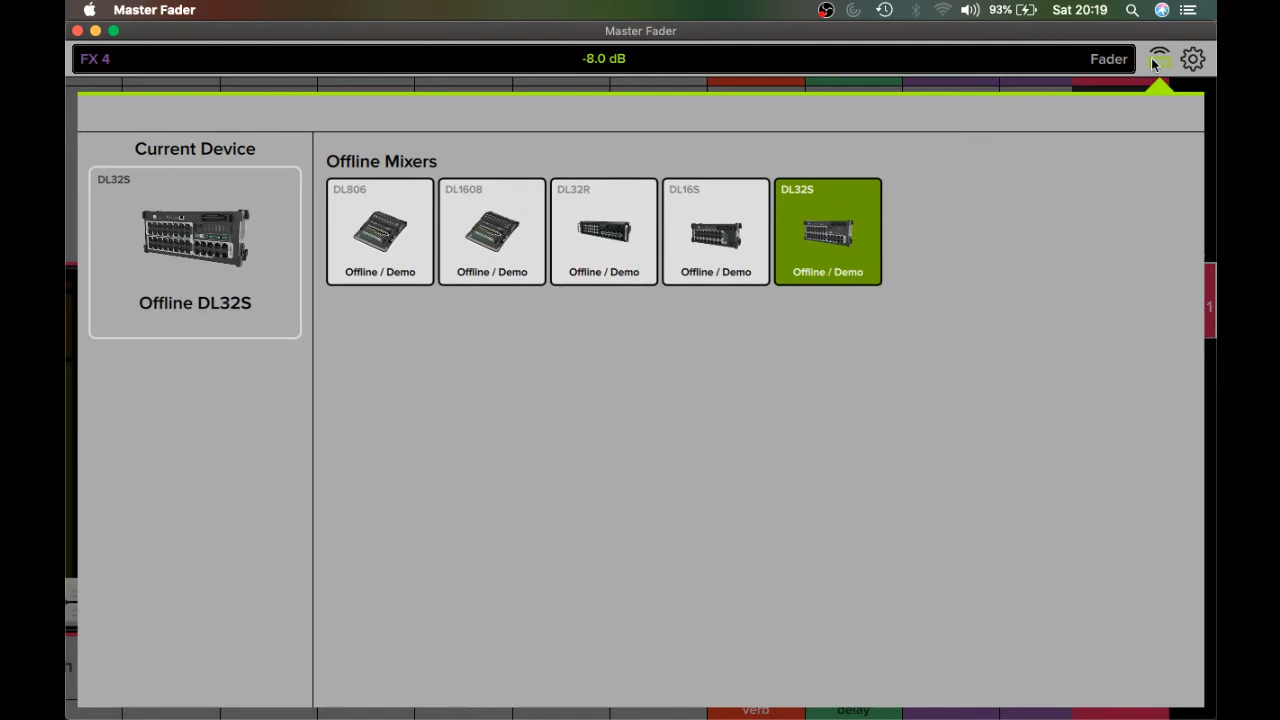 Master Fader 93% Sat 20:19
Master Fader
FX 4 -8.0 dB Fader
Current Device
DL32S
Offline DL32S
Offline Mixers
DL806 DL1608 DL32R DL16S DL32S
Offline / Demo Offline / Demo Offline / Demo Offline / Demo Offline / Demo
1
verb delay